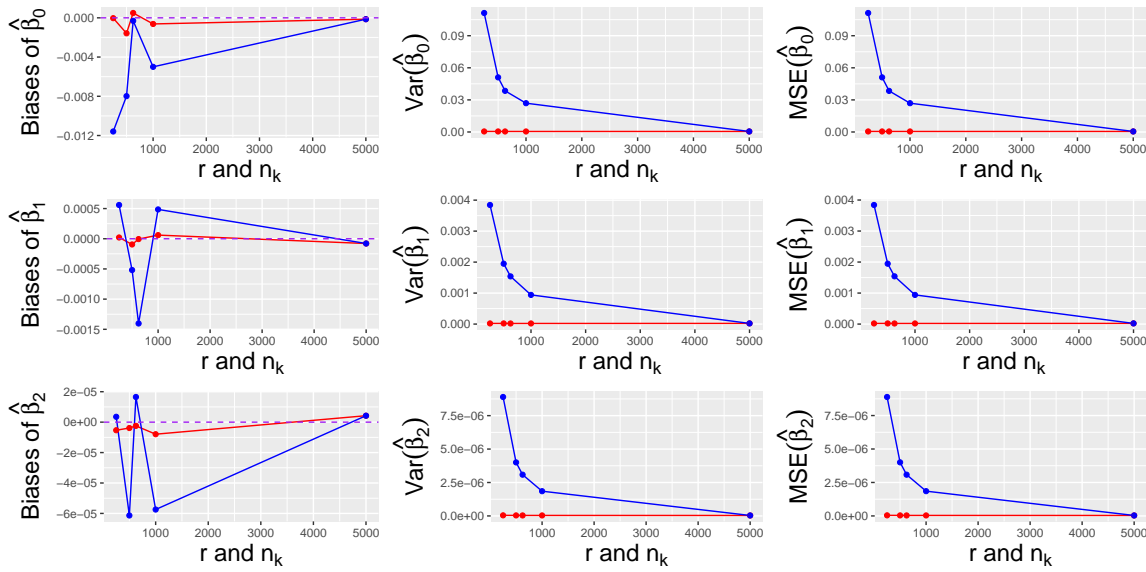 Biases of β̂₀
0.000
−0.004
−0.008
−0.012
1000 2000 3000 4000 5000
r and nₖ
Var(β̂₀)
0.09
0.06
0.03
0.00
0 1000 2000 3000 4000 5000
r and nₖ
MSE(β̂₀)
0.09
0.06
0.03
0.00
0 1000 2000 3000 4000 5000
r and nₖ
Biases of β̂₁
0.0005
0.0000
−0.0005
−0.0010
−0.0015
0 1000 2000 3000 4000 5000
r and nₖ
Var(β̂₁)
0.004
0.003
0.002
0.001
0.000
0 1000 2000 3000 4000 5000
r and nₖ
MSE(β̂₁)
0.004
0.003
0.002
0.001
0.000
0 1000 2000 3000 4000 5000
r and nₖ
Biases of β̂₂
2e−05
0e+00
−2e−05
−4e−05
−6e−05
0 1000 2000 3000 4000 5000
r and nₖ
Var(β̂₂)
7.5e−06
5.0e−06
2.5e−06
0.0e+00
0 1000 2000 3000 4000 5000
r and nₖ
MSE(β̂₂)
7.5e−06
5.0e−06
2.5e−06
0.0e+00
0 1000 2000 3000 4000 5000
r and nₖ